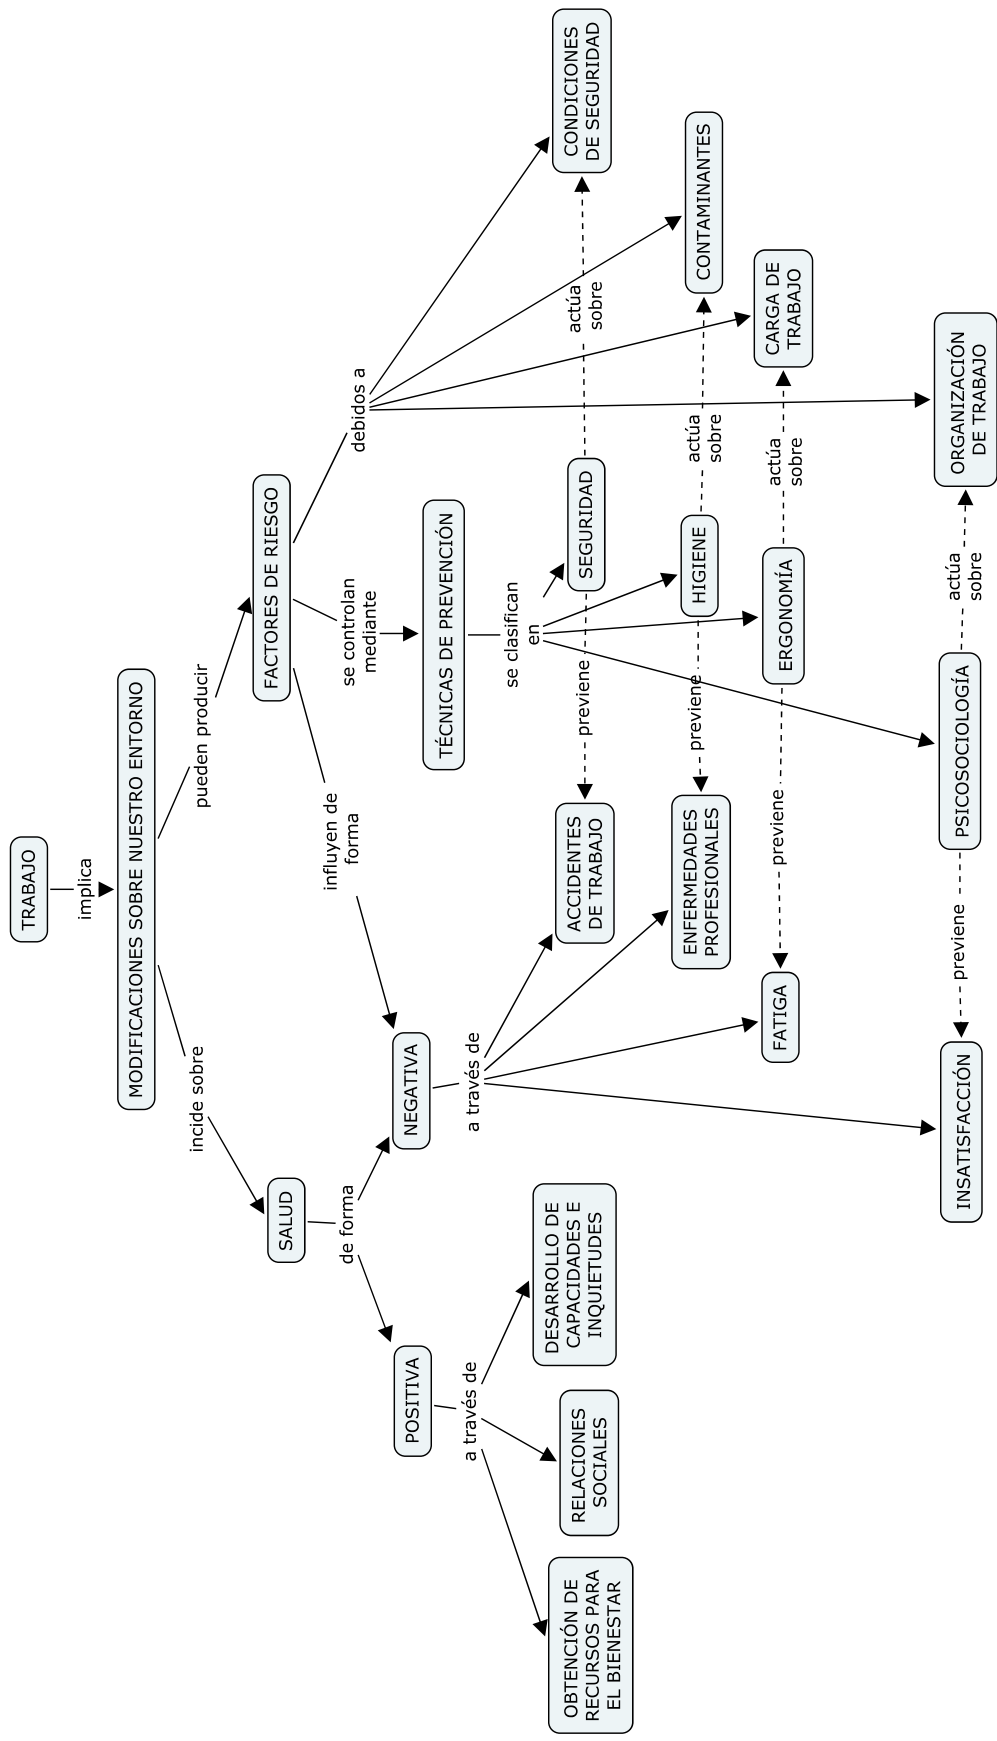 TRABAJO
implica
MODIFICACIONES SOBRE NUESTRO ENTORNO
incide sobre
pueden producir
SALUD
FACTORES DE RIESGO
de forma
influyen de
forma
se controlan
mediante
debidos a
POSITIVA
NEGATIVA
TÉCNICAS DE PREVENCIÓN
a través de
a través de
se clasifican
en
OBTENCIÓN DE
RECURSOS PARA
EL BIENESTAR
RELACIONES
SOCIALES
DESARROLLO DE
CAPACIDADES E
INQUIETUDES
ACCIDENTES
DE TRABAJO
previene
SEGURIDAD
actúa
sobre
CONDICIONES
DE SEGURIDAD
ENFERMEDADES
PROFESIONALES
previene
HIGIENE
actúa
sobre
CONTAMINANTES
FATIGA
previene
ERGONOMÍA
actúa
sobre
CARGA DE
TRABAJO
INSATISFACCIÓN
previene
PSICOSOCIOLOGÍA
actúa
sobre
ORGANIZACIÓN
DE TRABAJO